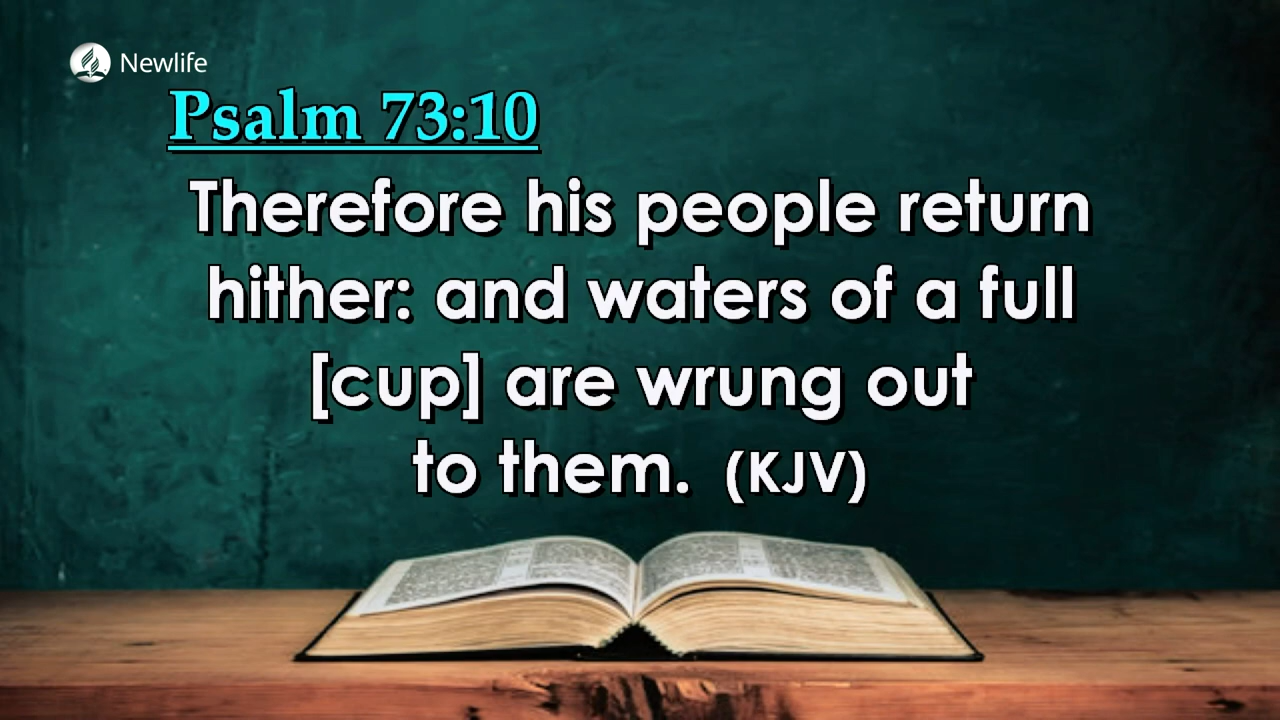 Newlife
Psalm 73:10
Therefore his people return
hither: and waters of a full
[cup] are wrung out
to them. (KJV)